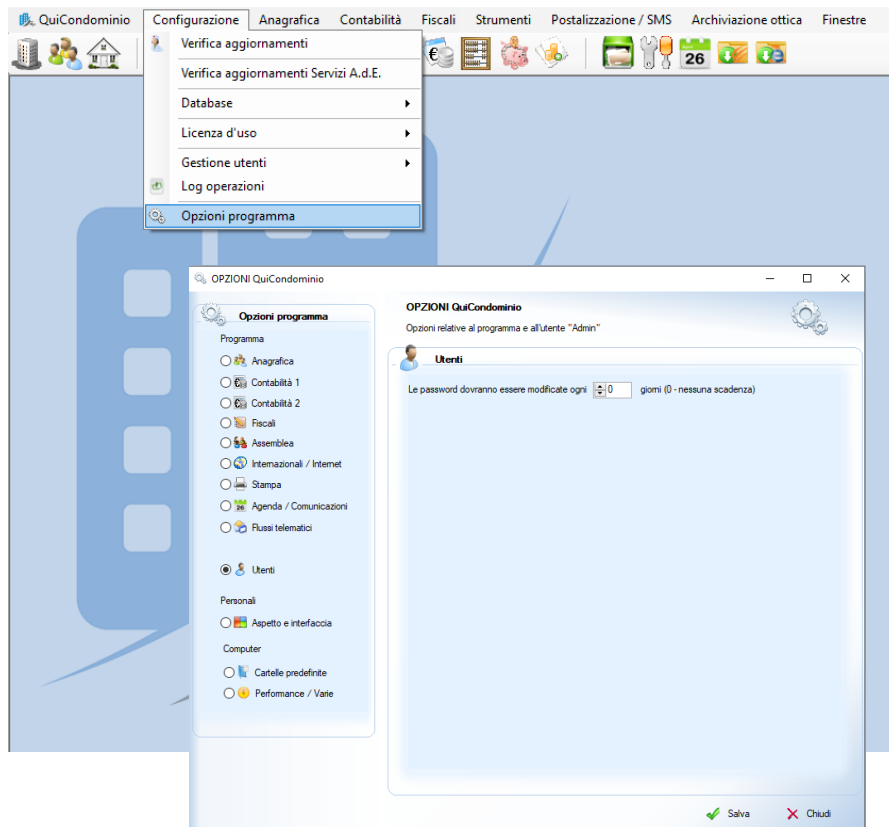 QuiCondominio Configurazione Anagrafica Contabilità Fiscali Strumenti Postalizzazione / SMS Archiviazione ottica Finestre
26
Verifica aggiornamenti
Verifica aggiornamenti Servizi A.d.E.
Database
Licenza d'uso
Gestione utenti
Log operazioni
Opzioni programma
OPZIONI QuiCondominio
Opzioni programma
Programma
Anagrafica
Contabilità 1
Contabilità 2
Fiscali
Assemblea
Internazionali / Internet
Stampa
Agenda / Comunicazioni
Flussi telematici
Utenti
Personali
Aspetto e interfaccia
Computer
Cartelle predefinite
Performance / Varie
OPZIONI QuiCondominio
Opzioni relative al programma e all'utente "Admin"
Utenti
Le password dovranno essere modificate ogni 0 giorni (0 - nessuna scadenza)
Salva Chiudi